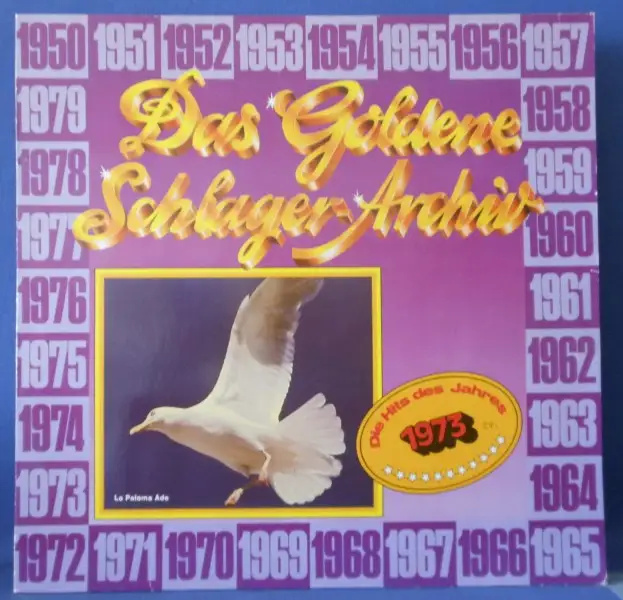 1950 1951 1952 1953 1954 1955 1956 1957
1979
1958
Das Goldene
Schlager-Archiv
1978
1959
1977
1960
1976
1961
1975
1962
Die Hits des Jahres
1973
1974
1963
La Paloma Ade
1973
1964
1972 1971 1970 1969 1968 1967 1966 1965